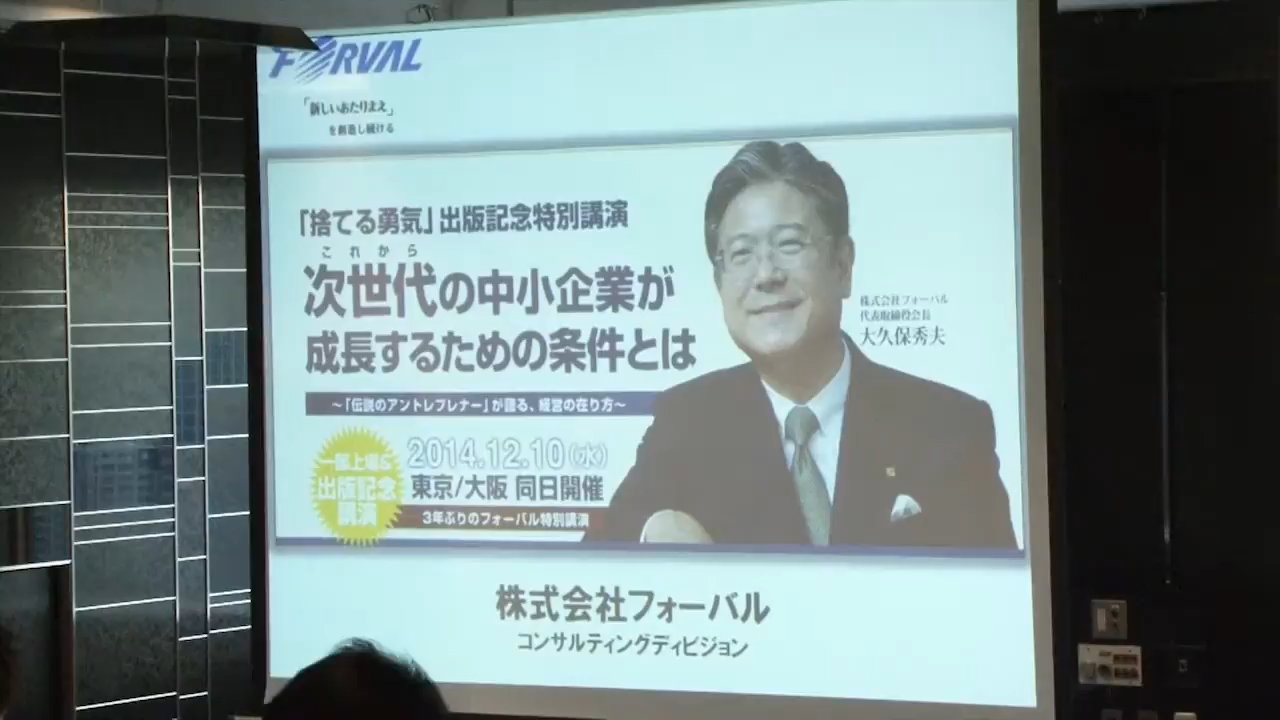 FORVAL
「新しいあたりまえ」
を創造し続ける
「捨てる勇気」出版記念特別講演
これから
次世代の中小企業が
成長するための条件とは
～「伝説のアントレプレナー」が語る、経営の在り方～
株式会社フォーバル
代表取締役会長
大久保秀夫
一部上場&
出版記念
講演
2014.12.10(水)
東京/大阪 同日開催
3年ぶりのフォーバル特別講演
株式会社フォーバル
コンサルティングディビジョン